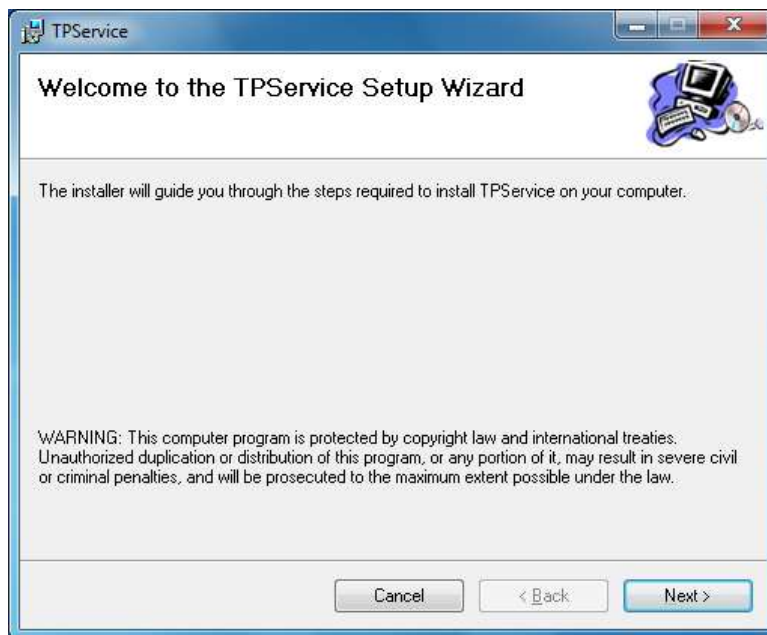 TPService
Welcome to the TPService Setup Wizard
The installer will guide you through the steps required to install TPService on your computer.
WARNING: This computer program is protected by copyright law and international treaties.
Unauthorized duplication or distribution of this program, or any portion of it, may result in severe civil
or criminal penalties, and will be prosecuted to the maximum extent possible under the law.
Cancel
< Back
Next >